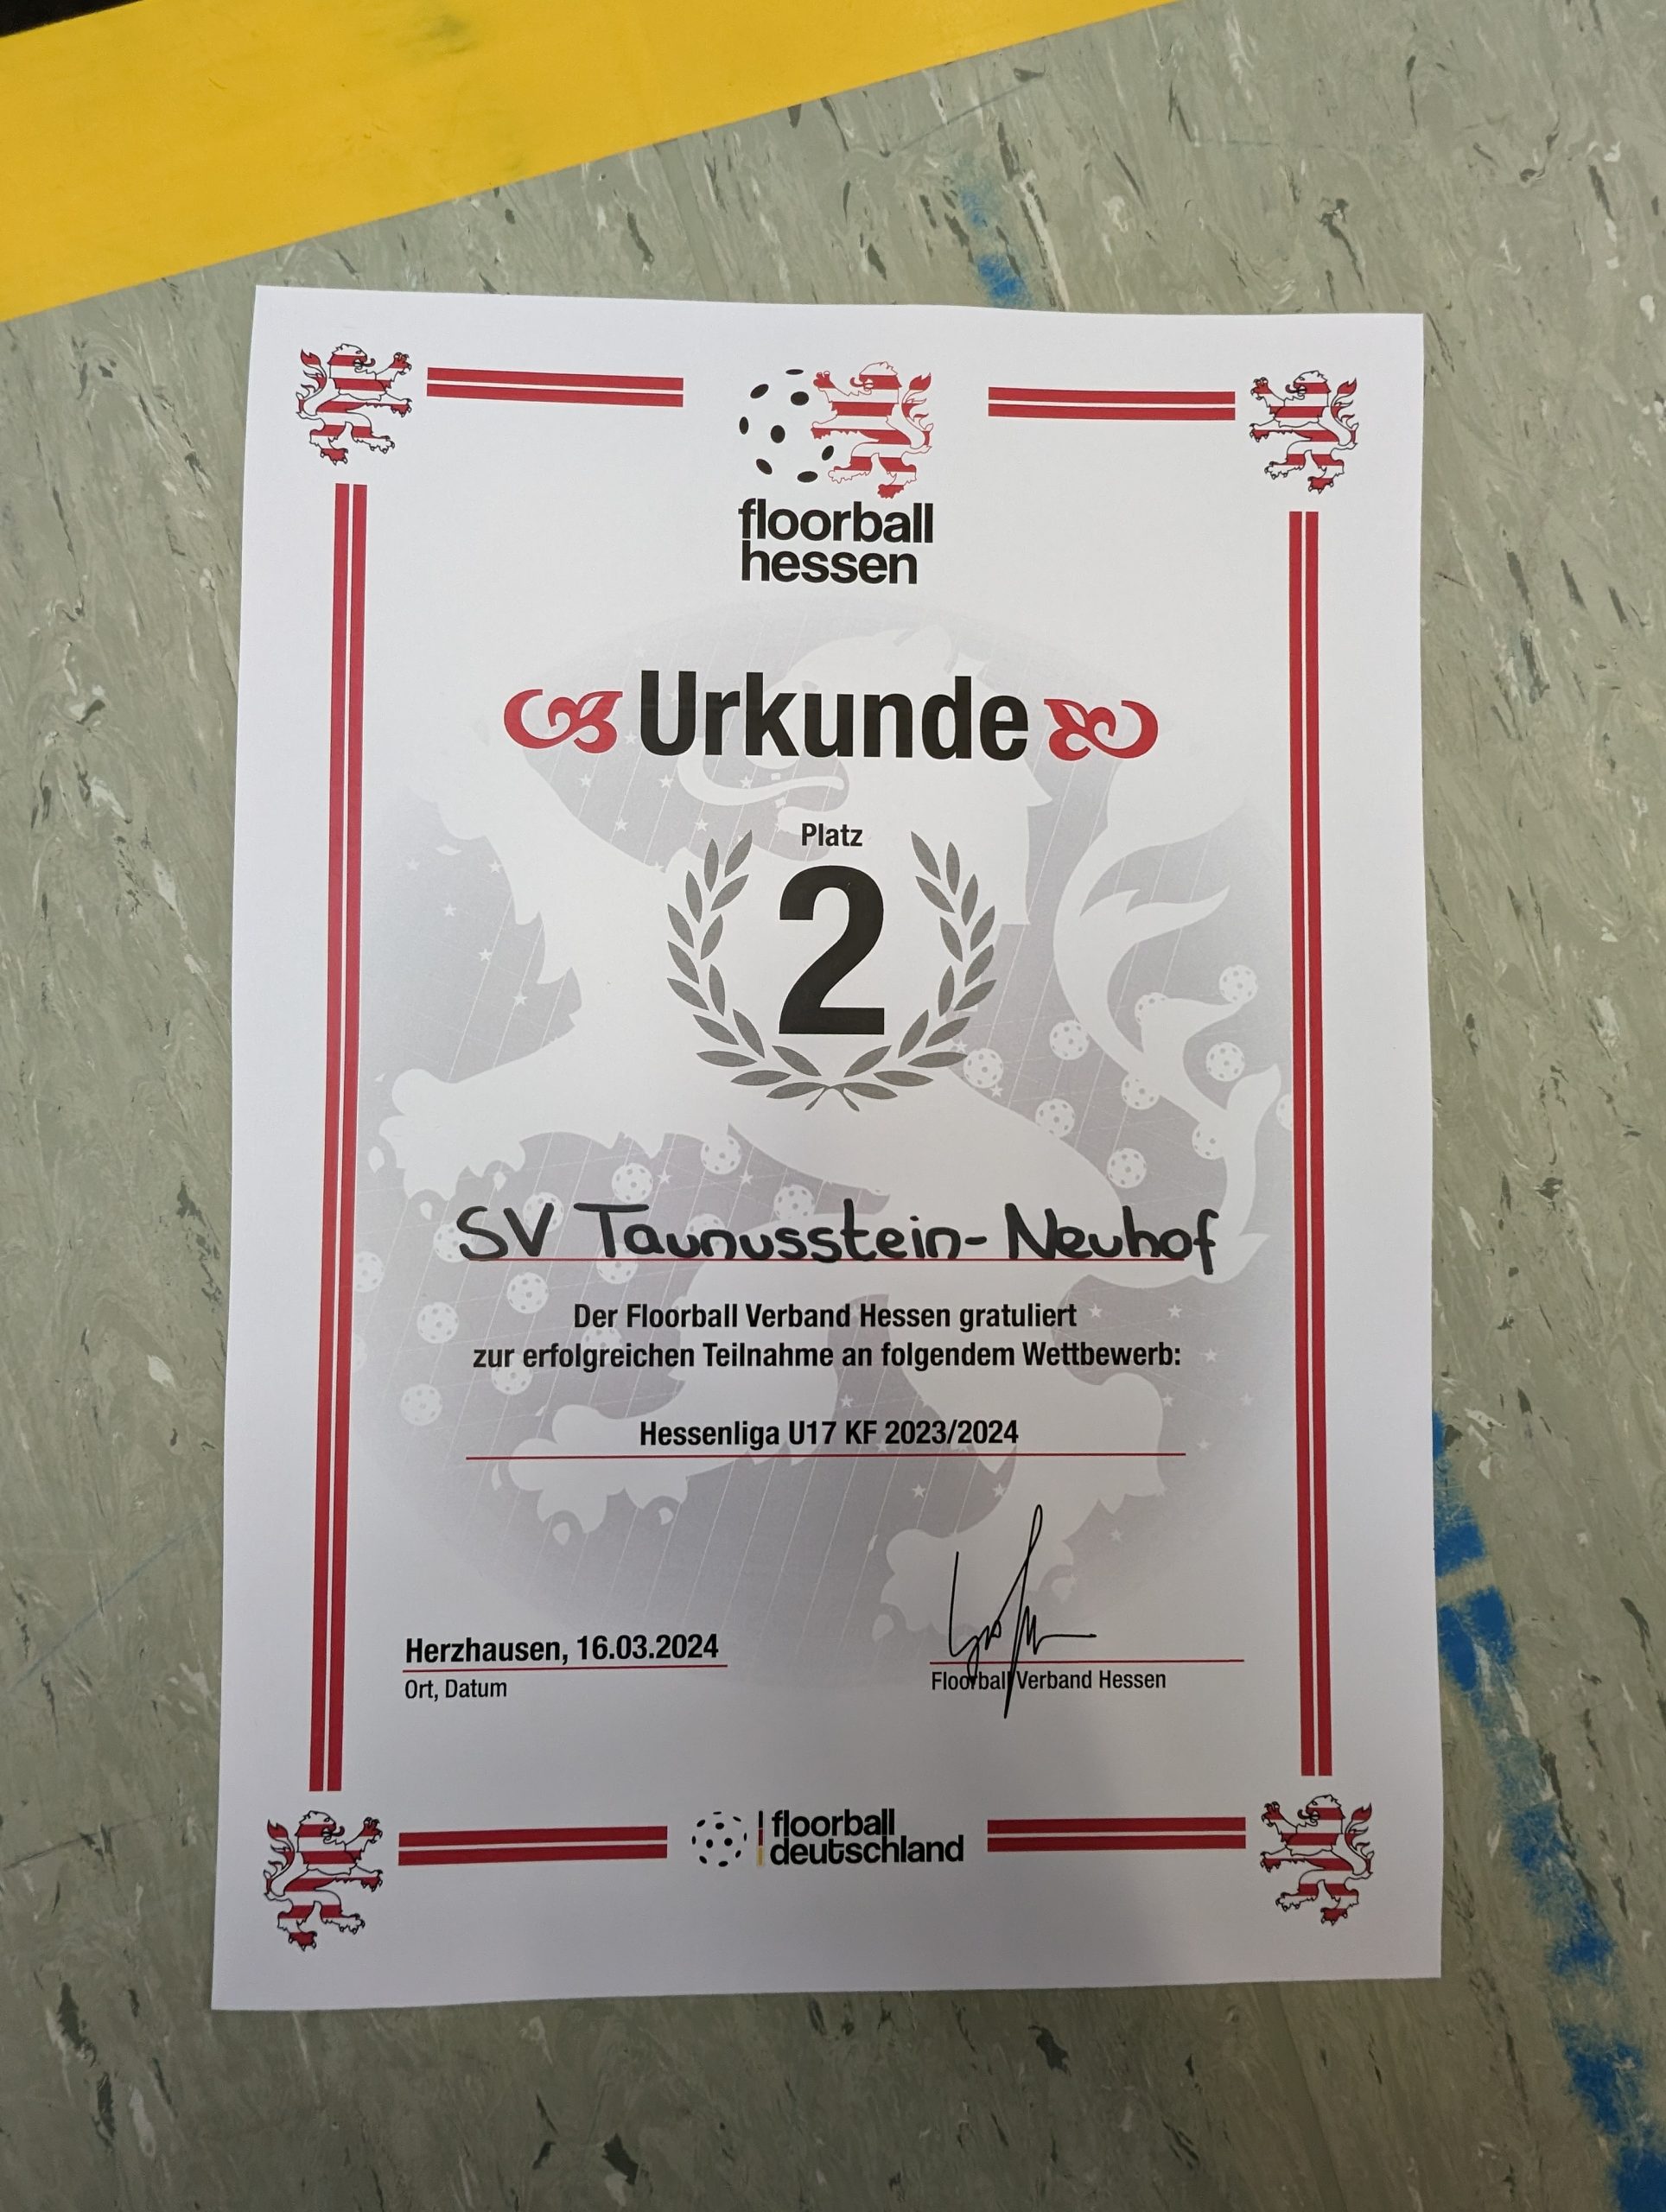 floorball
hessen
Urkunde
Platz
2
SV Taunusstein-Neuhof
Der Floorball Verband Hessen gratuliert
zur erfolgreichen Teilnahme an folgendem Wettbewerb:
Hessenliga U17 KF 2023/2024
Herzhausen, 16.03.2024
Ort, Datum
Floorball Verband Hessen
floorball
deutschland